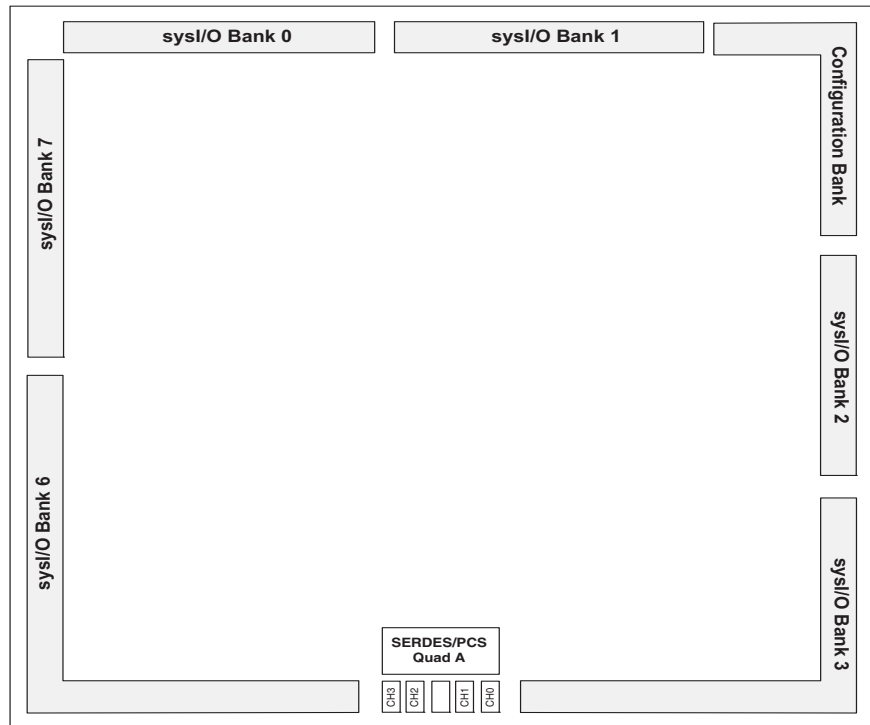 sysI/O Bank 0
sysI/O Bank 1
Configuration Bank
sysI/O Bank 7
sysI/O Bank 2
sysI/O Bank 6
sysI/O Bank 3
SERDES/PCS
Quad A
CH3
CH2
CH1
CH0